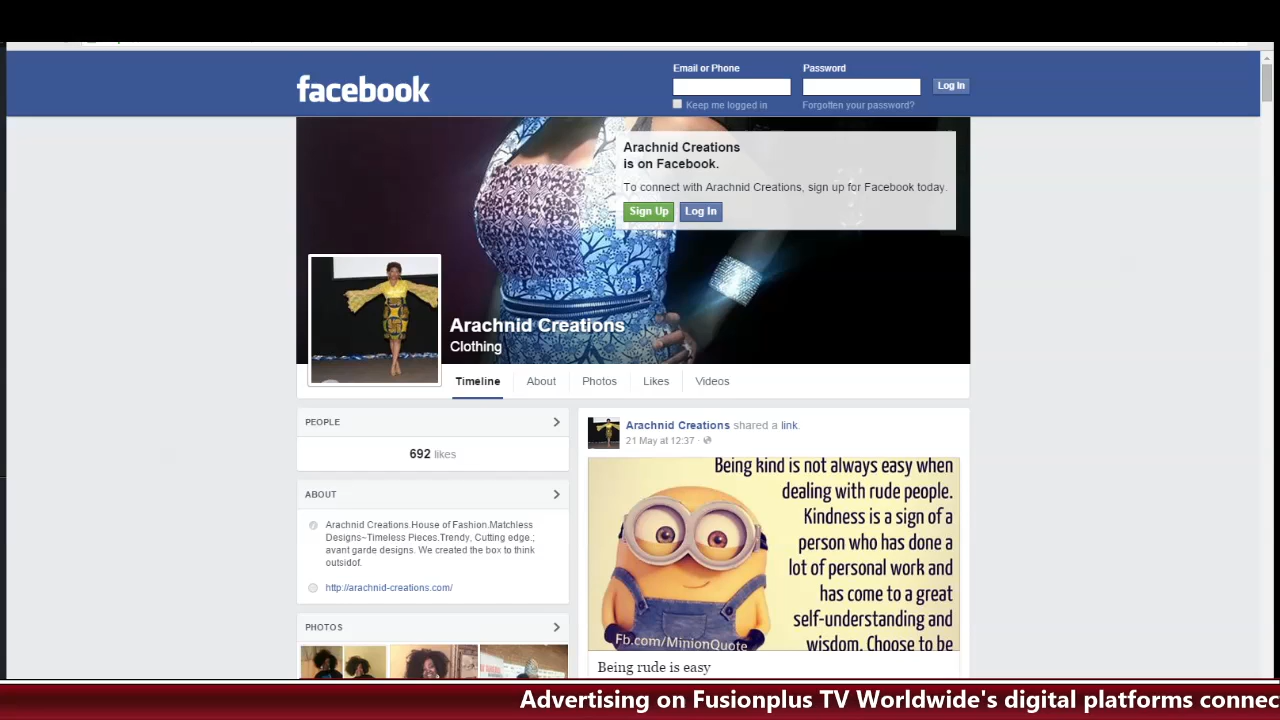 facebook
Email or Phone
Password
Log In
Keep me logged in
Forgotten your password?
Arachnid Creations
is on Facebook.
To connect with Arachnid Creations, sign up for Facebook today.
Sign Up
Log In
Arachnid Creations
Clothing
Timeline
About
Photos
Likes
Videos
PEOPLE
692 likes
ABOUT
Arachnid Creations.House of Fashion.Matchless
Designs~Timeless Pieces.Trendy, Cutting edge.;
avant garde designs. We created the box to think
outsidof.
http://arachnid-creations.com/
PHOTOS
Arachnid Creations shared a link.
21 May at 12:37 ·
Being kind is not always easy when
dealing with rude people.
Kindness is a sign of a
person who has done a
lot of personal work and
has come to a great
self-understanding and
wisdom. Choose to be
Fb.com/MinionQuote
Being rude is easy
Advertising on Fusionplus TV Worldwide's digital platforms connec